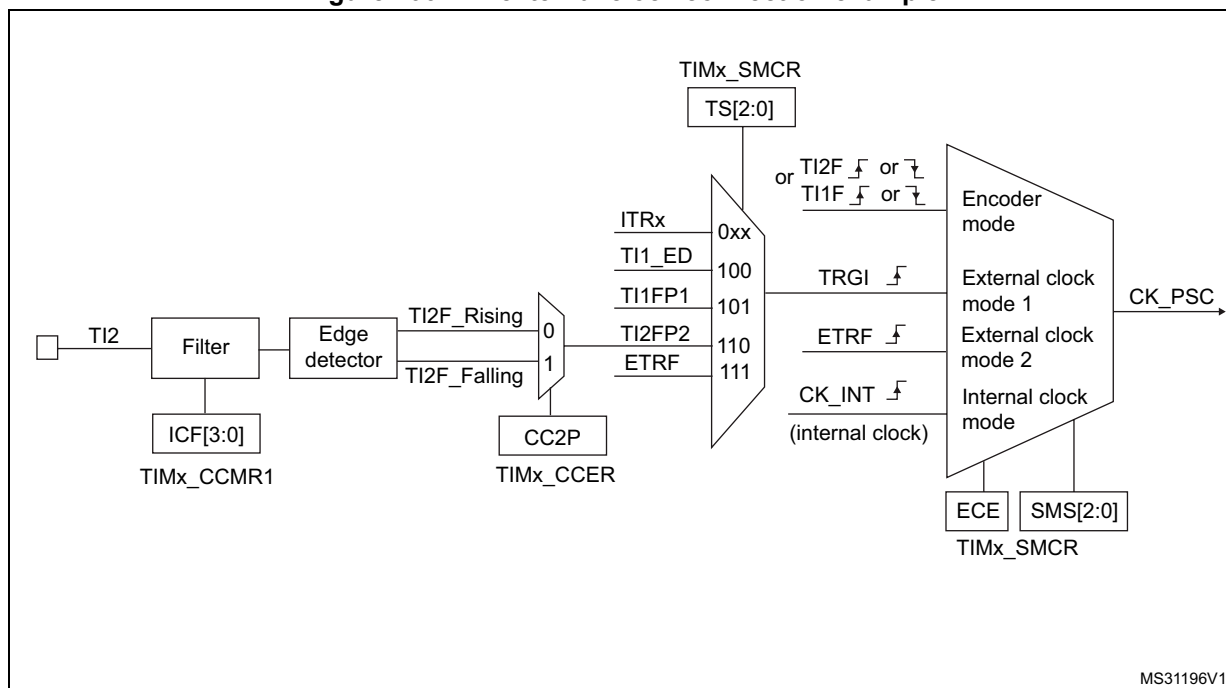 TIMx_SMCR
TS[2:0]
or TI2F or
TI1F or
Encoder
mode
ITRx
0xx
TI1_ED
100
TRGI
External clock
mode 1
CK_PSC
TI1FP1
101
TI2
Filter
Edge
detector
TI2F_Rising
0
TI2F_Falling
1
TI2FP2
110
ETRF
111
ETRF
External clock
mode 2
CK_INT
(internal clock)
Internal clock
mode
ICF[3:0]
TIMx_CCMR1
CC2P
TIMx_CCER
ECE
SMS[2:0]
TIMx_SMCR
MS31196V1